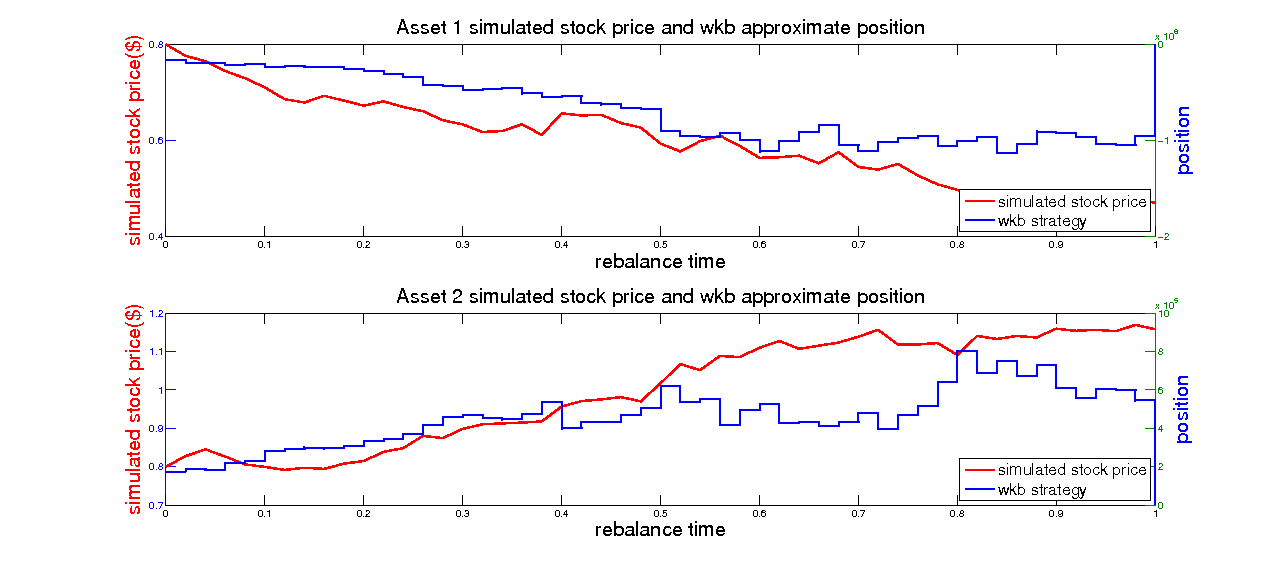 Asset 1 simulated stock price and wkb approximate position
simulated stock price($)
0.8
0.6
0.4
x 10⁶
0
-1
-2
position
simulated stock price
wkb strategy
0 0.1 0.2 0.3 0.4 0.5 0.6 0.7 0.8 0.9 1
rebalance time
Asset 2 simulated stock price and wkb approximate position
simulated stock price($)
1.2
1.1
1
0.9
0.8
0.7
x 10⁵
10
8
6
4
2
0
position
simulated stock price
wkb strategy
0 0.1 0.2 0.3 0.4 0.5 0.6 0.7 0.8 0.9 1
rebalance time